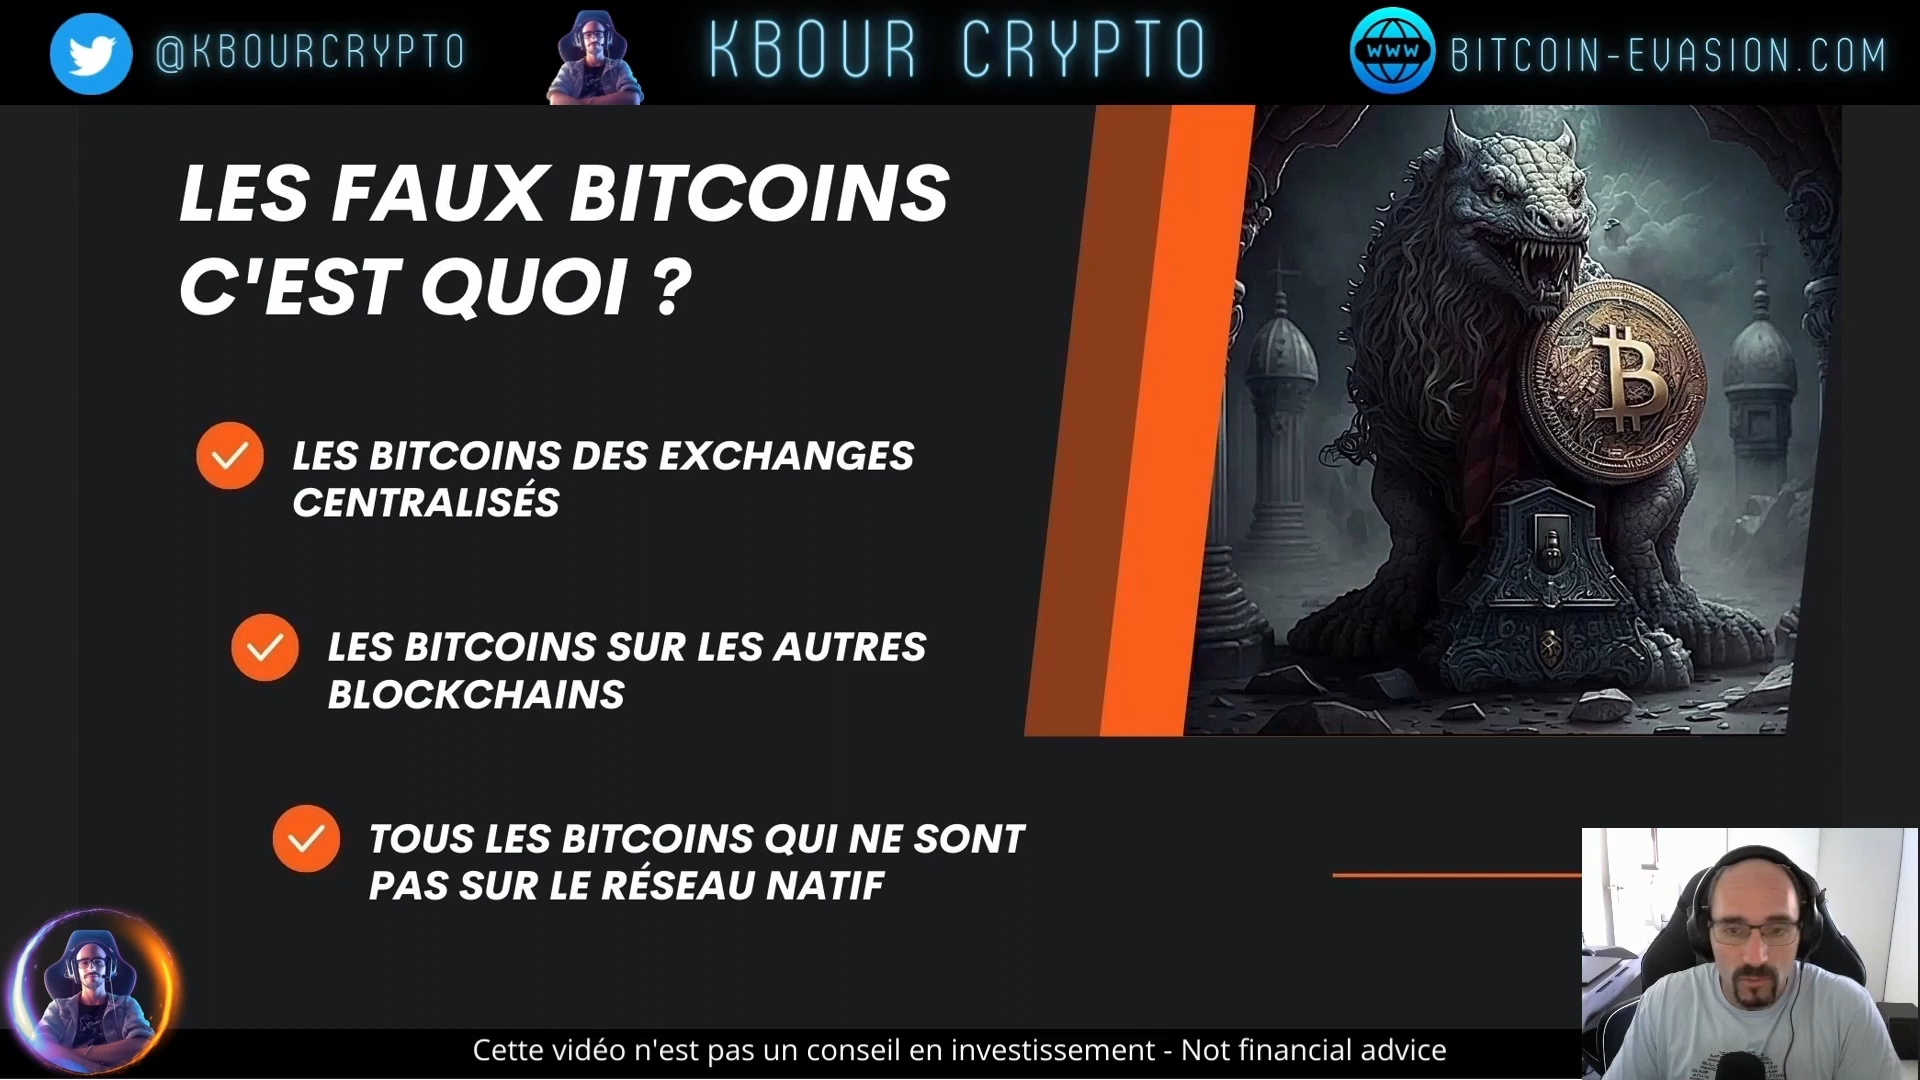 @KBOURCRYPTO
KBOUR CRYPTO
WWW
BITCOIN-EVASION.COM
LES FAUX BITCOINS
C'EST QUOI ?
LES BITCOINS DES EXCHANGES
CENTRALISÉS
LES BITCOINS SUR LES AUTRES
BLOCKCHAINS
TOUS LES BITCOINS QUI NE SONT
PAS SUR LE RÉSEAU NATIF
Cette vidéo n'est pas un conseil en investissement - Not financial advice